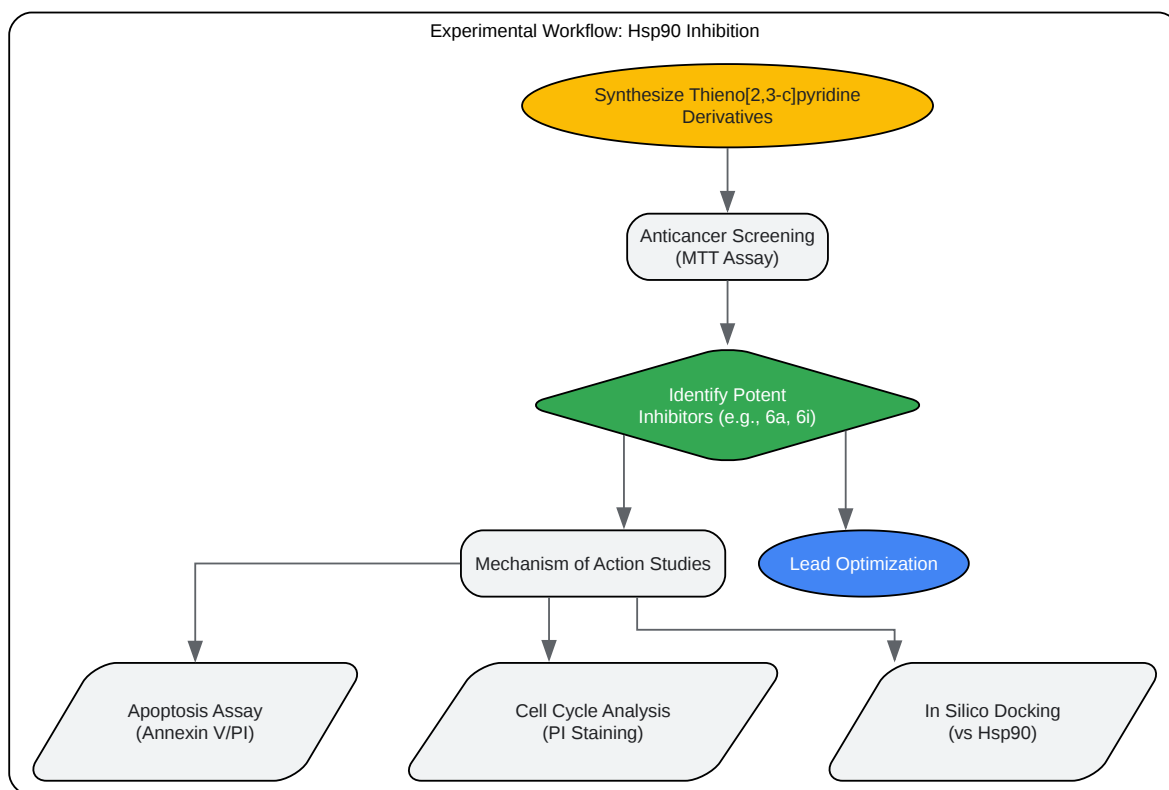 Experimental Workflow: Hsp90 Inhibition
Synthesize Thieno[2,3-c]pyridine
Derivatives
Anticancer Screening
(MTT Assay)
Identify Potent
Inhibitors (e.g., 6a, 6i)
Mechanism of Action Studies
Lead Optimization
Apoptosis Assay
(Annexin V/PI)
Cell Cycle Analysis
(PI Staining)
In Silico Docking
(vs Hsp90)